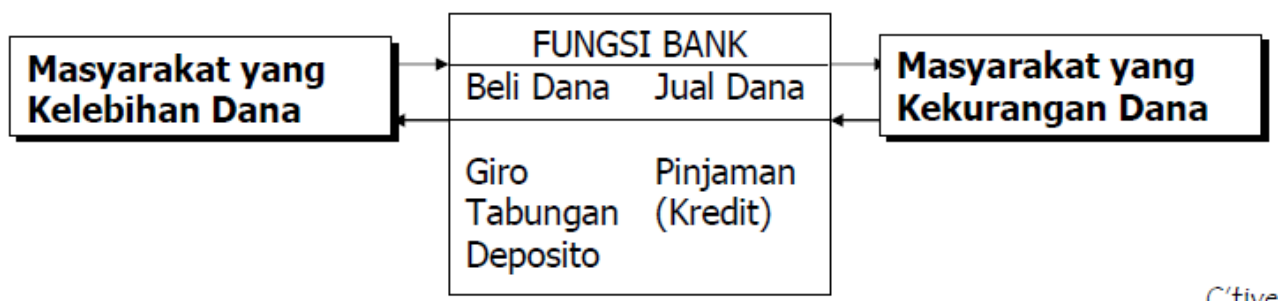 Masyarakat yang
Kelebihan Dana
FUNGSI BANK
Beli Dana Jual Dana
Giro Pinjaman
Tabungan (Kredit)
Deposito
Masyarakat yang
Kekurangan Dana